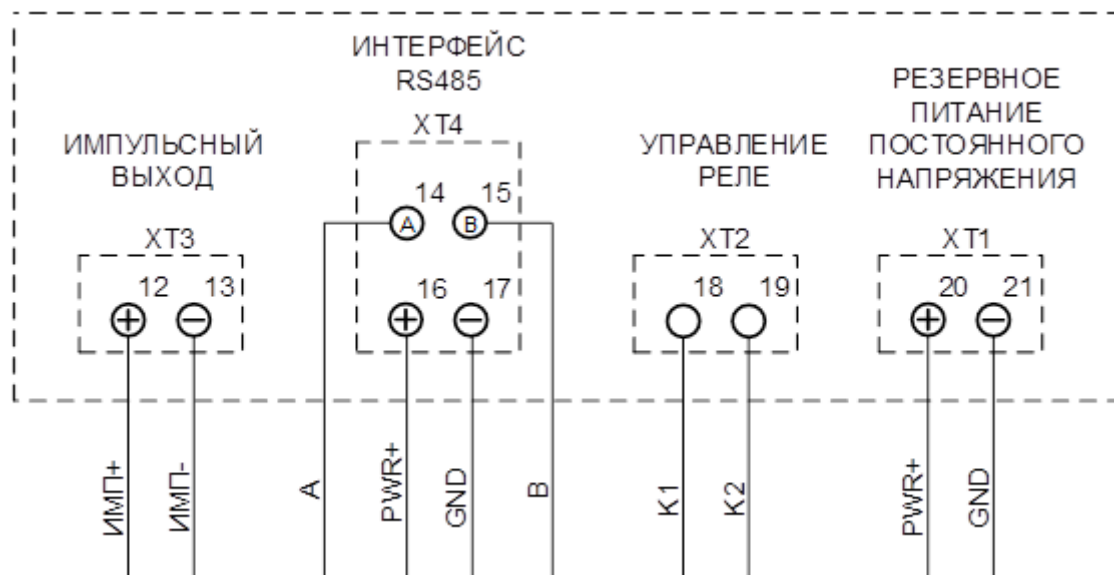 ИМПУЛЬСНЫЙ
ВЫХОД
XT3
12 13
ИМП+
ИМП-
ИНТЕРФЕЙС
RS485
XT4
14 15
A B
16 17
A
PWR+
GND
B
УПРАВЛЕНИЕ
РЕЛЕ
XT2
18 19
K1
K2
РЕЗЕРВНОЕ
ПИТАНИЕ
ПОСТОЯННОГО
НАПРЯЖЕНИЯ
XT1
20 21
PWR+
GND